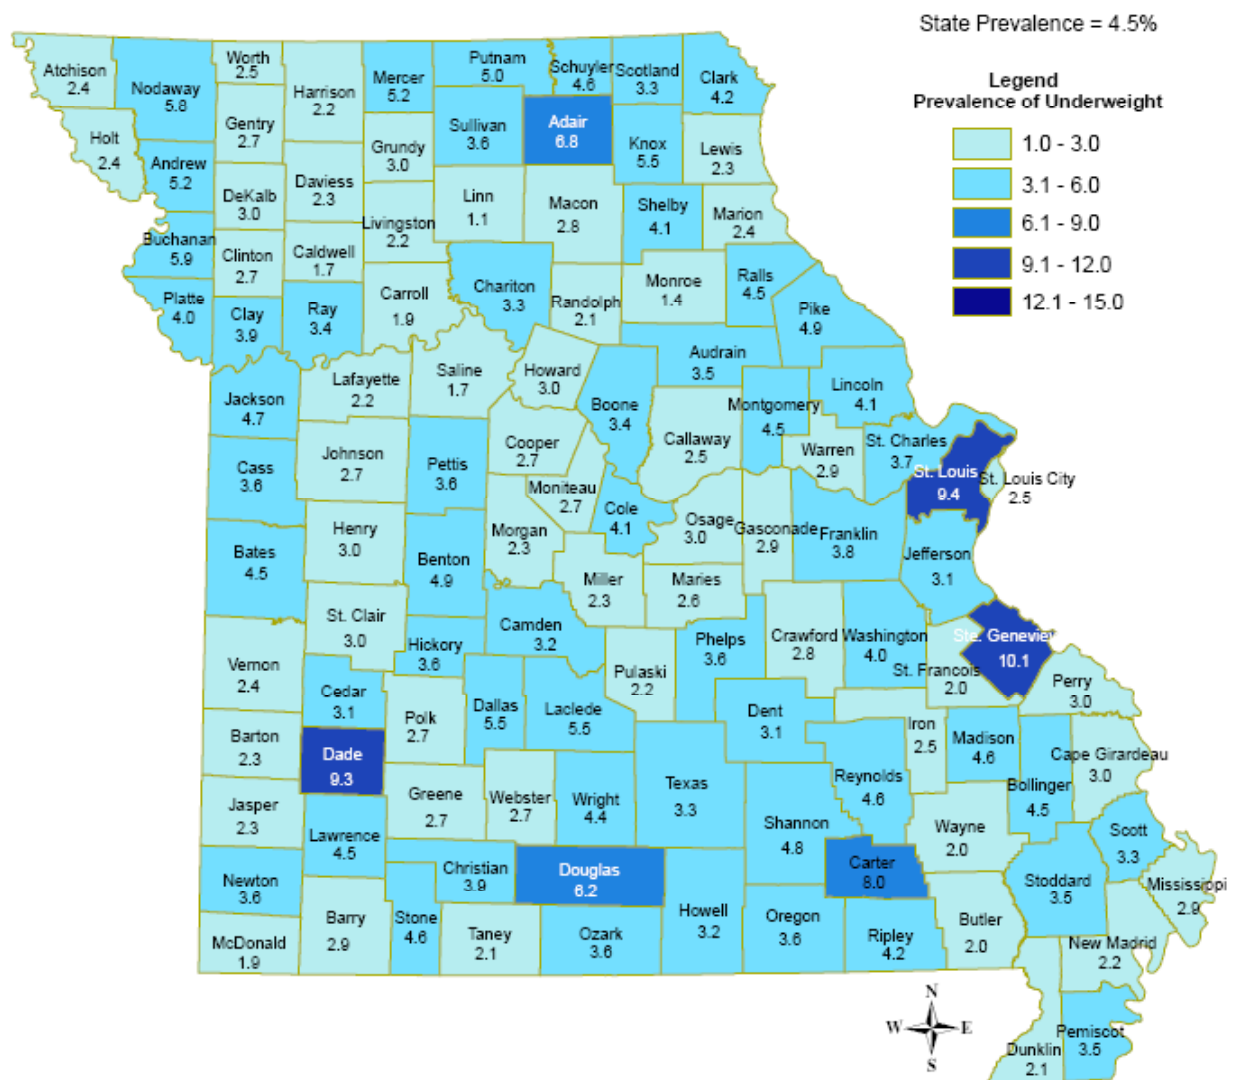 State Prevalence = 4.5%
Legend
Prevalence of Underweight
1.0 - 3.0
3.1 - 6.0
6.1 - 9.0
9.1 - 12.0
12.1 - 15.0
Atchison
2.4
Nodaway
5.8
Worth
2.5
Harrison
2.2
Mercer
5.2
Putnam
5.0
Schuyler
4.6
Scotland
3.3
Clark
4.2
Holt
2.4
Andrew
5.2
Gentry
2.7
Grundy
3.0
Sullivan
3.6
Adair
6.8
Knox
5.5
Lewis
2.3
DeKalb
3.0
Daviess
2.3
Livingston
2.2
Linn
1.1
Macon
2.8
Shelby
4.1
Marion
2.4
Buchanan
5.9
Clinton
2.7
Caldwell
1.7
Carroll
1.9
Chariton
3.3
Randolph
2.1
Monroe
1.4
Ralls
4.5
Pike
4.9
Platte
4.0
Clay
3.9
Ray
3.4
Jackson
4.7
Lafayette
2.2
Saline
1.7
Howard
3.0
Boone
3.4
Audrain
3.5
Callaway
2.5
Montgomery
4.5
Lincoln
4.1
Warren
2.9
St. Charles
3.7
St. Louis
9.4
St. Louis City
2.5
Cass
3.6
Johnson
2.7
Pettis
3.6
Cooper
2.7
Moniteau
2.7
Cole
4.1
Osage
3.0
Gasconade
2.9
Franklin
3.8
Jefferson
3.1
Bates
4.5
Henry
3.0
Benton
4.9
Morgan
2.3
Miller
2.3
Maries
2.6
St. Clair
3.0
Hickory
3.6
Camden
3.2
Pulaski
2.2
Phelps
3.6
Crawford
2.8
Washington
4.0
St. Francois
2.0
Ste. Genevie
10.1
Perry
3.0
Vernon
2.4
Cedar
3.1
Polk
2.7
Dallas
5.5
Laclede
5.5
Dent
3.1
Iron
2.5
Madison
4.6
Bollinger
4.5
Cape Girardeau
3.0
Barton
2.3
Dade
9.3
Greene
2.7
Webster
2.7
Wright
4.4
Texas
3.3
Reynolds
4.6
Shannon
4.8
Wayne
2.0
Scott
3.3
Jasper
2.3
Lawrence
4.5
Christian
3.9
Douglas
6.2
Carter
8.0
Stoddard
3.5
Mississippi
2.9
Newton
3.6
McDonald
1.9
Barry
2.9
Stone
4.6
Taney
2.1
Ozark
3.6
Howell
3.2
Oregon
3.6
Ripley
4.2
Butler
2.0
New Madrid
2.2
Dunklin
2.1
Pemiscot
3.5
N
W
E
S